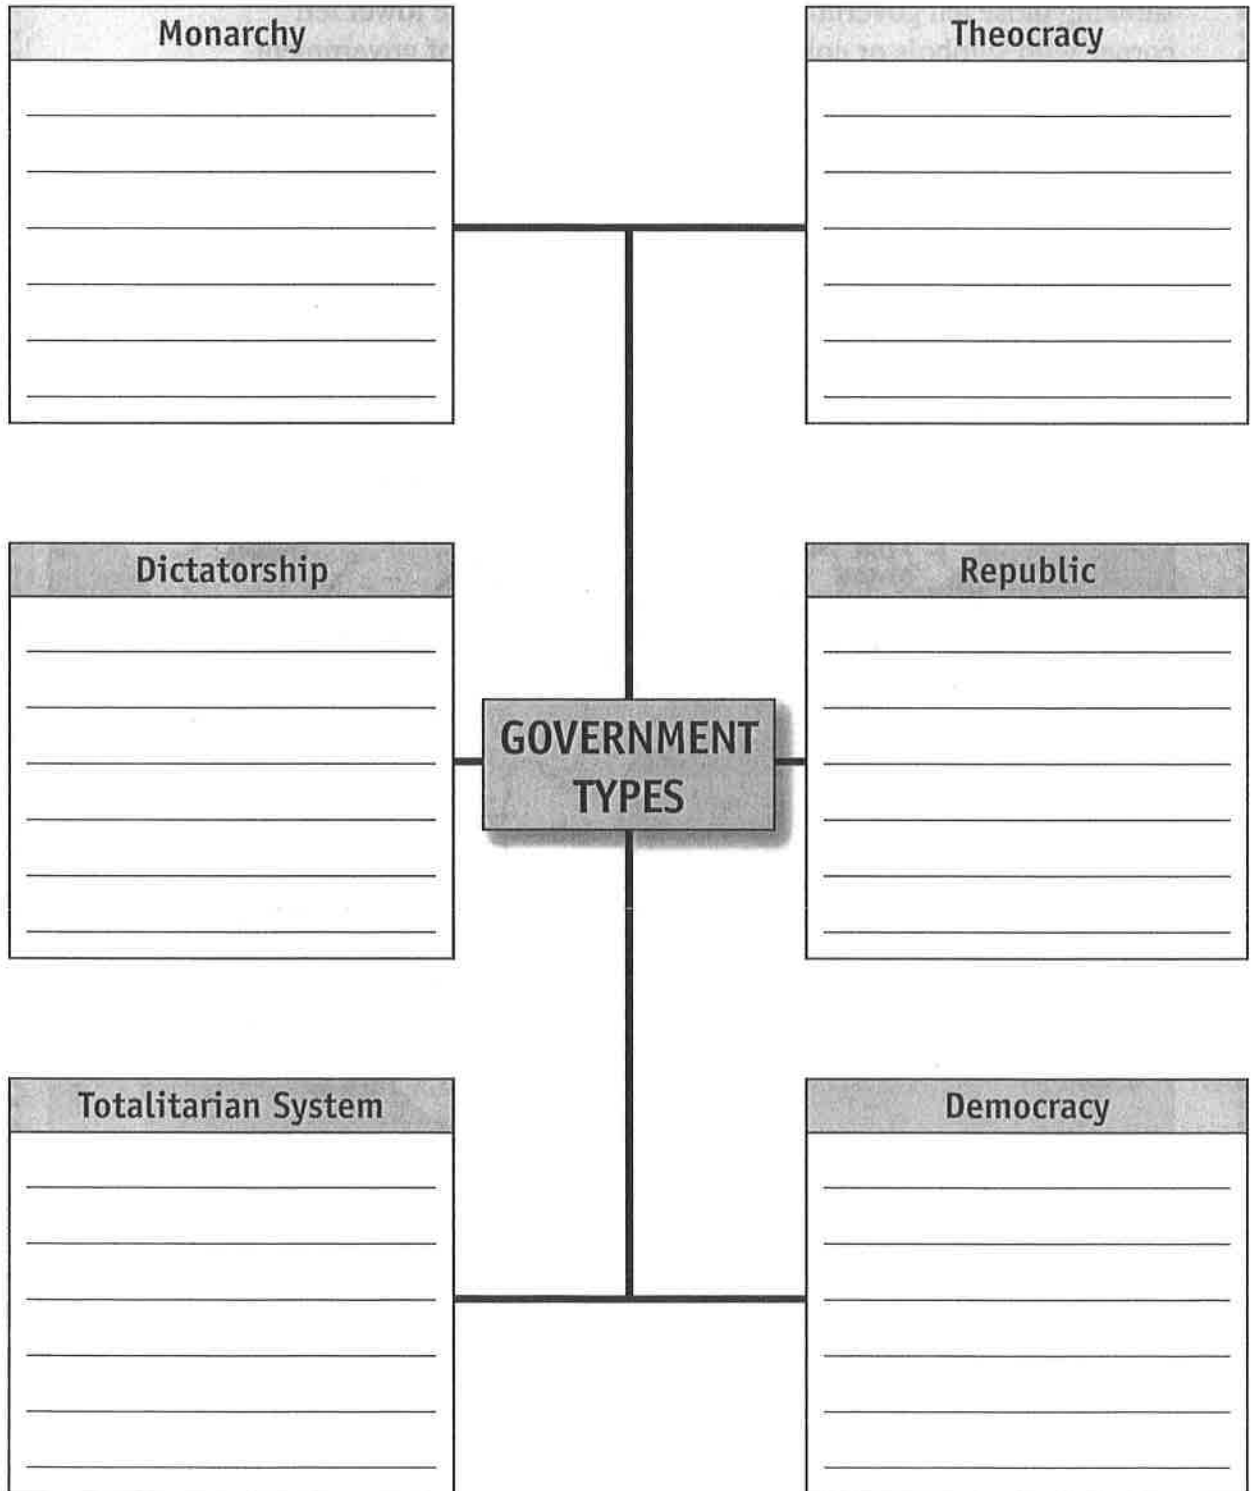 Monarchy
Theocracy
Dictatorship
Republic
GOVERNMENT
TYPES
Totalitarian System
Democracy